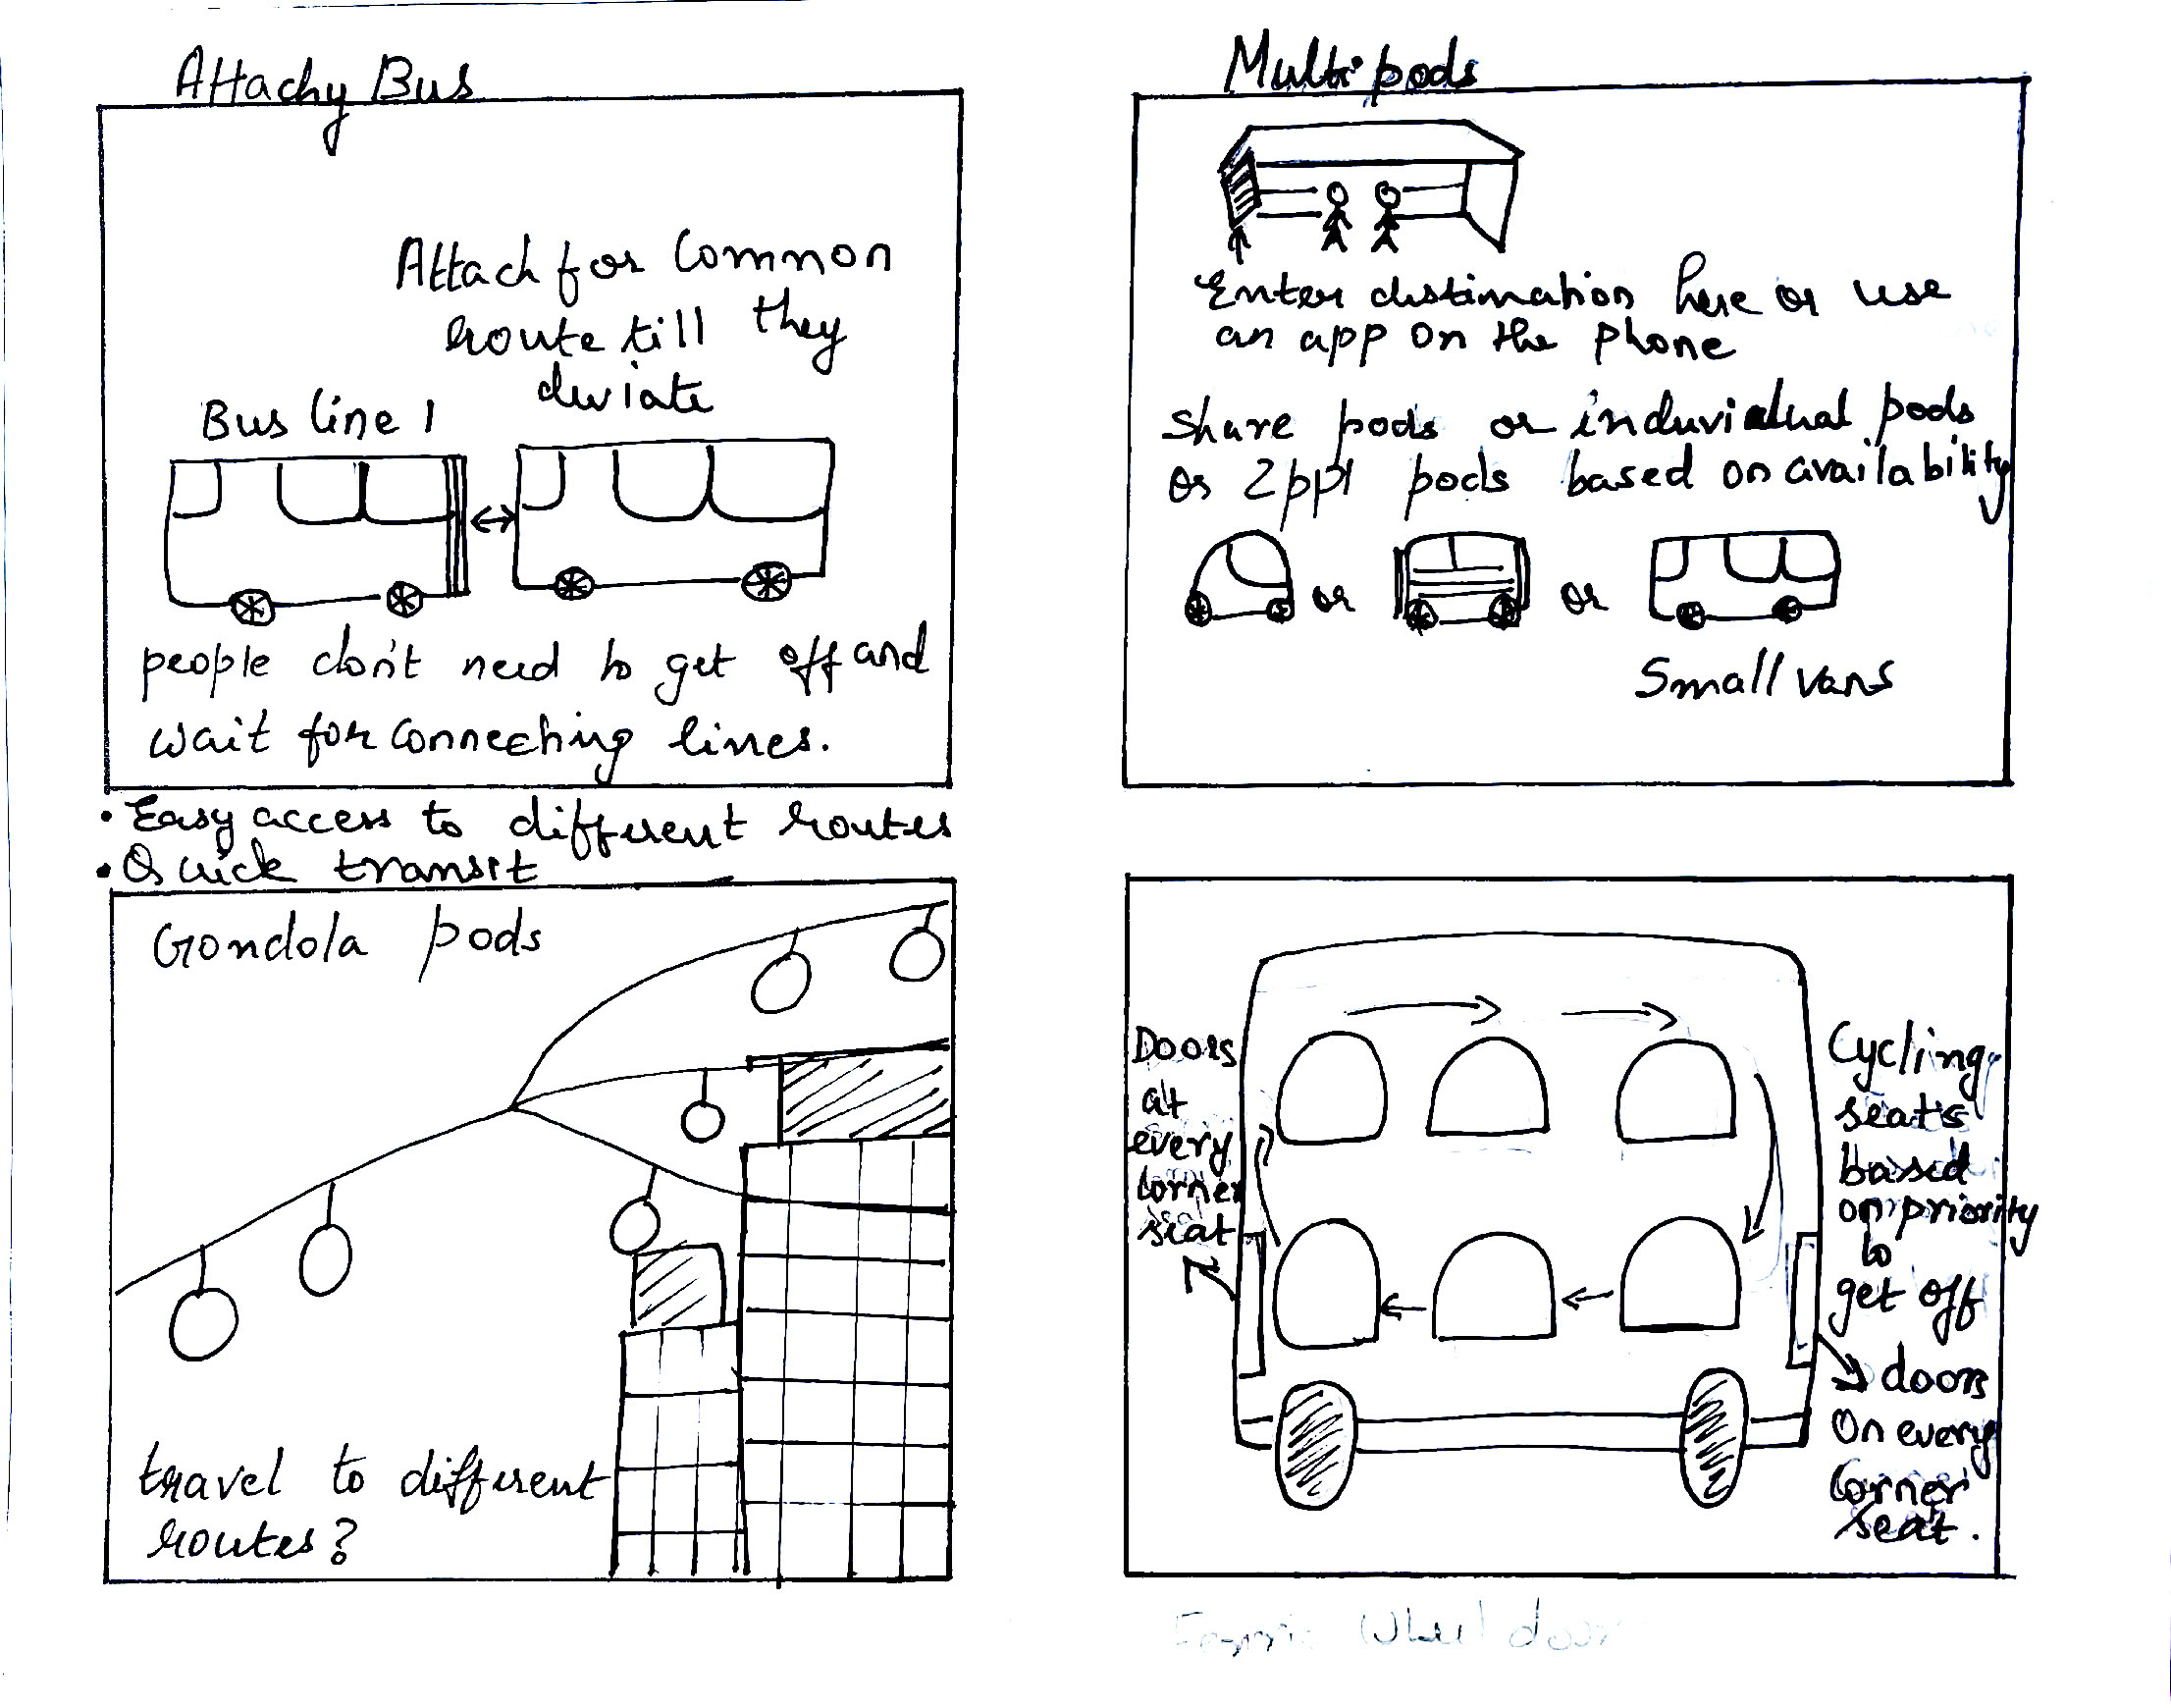 Attachy Bus
Attach for Common
route till they
deviate
Bus line 1
people don't need to get off and
wait for connecting lines.
• Easy access to different routes
• Quick transit
Multi pods
Enter distination here or use
an app on the phone
Share pods or induvidual pods
or 2ppl pods based on availability
or
or
Small vans
Gondola pods
travel to different
routes?
Doors
at
every
corner
seat
Cycling
seats
based
on priority
to
get off
doors
On every
Corner
seat.
Wheel door